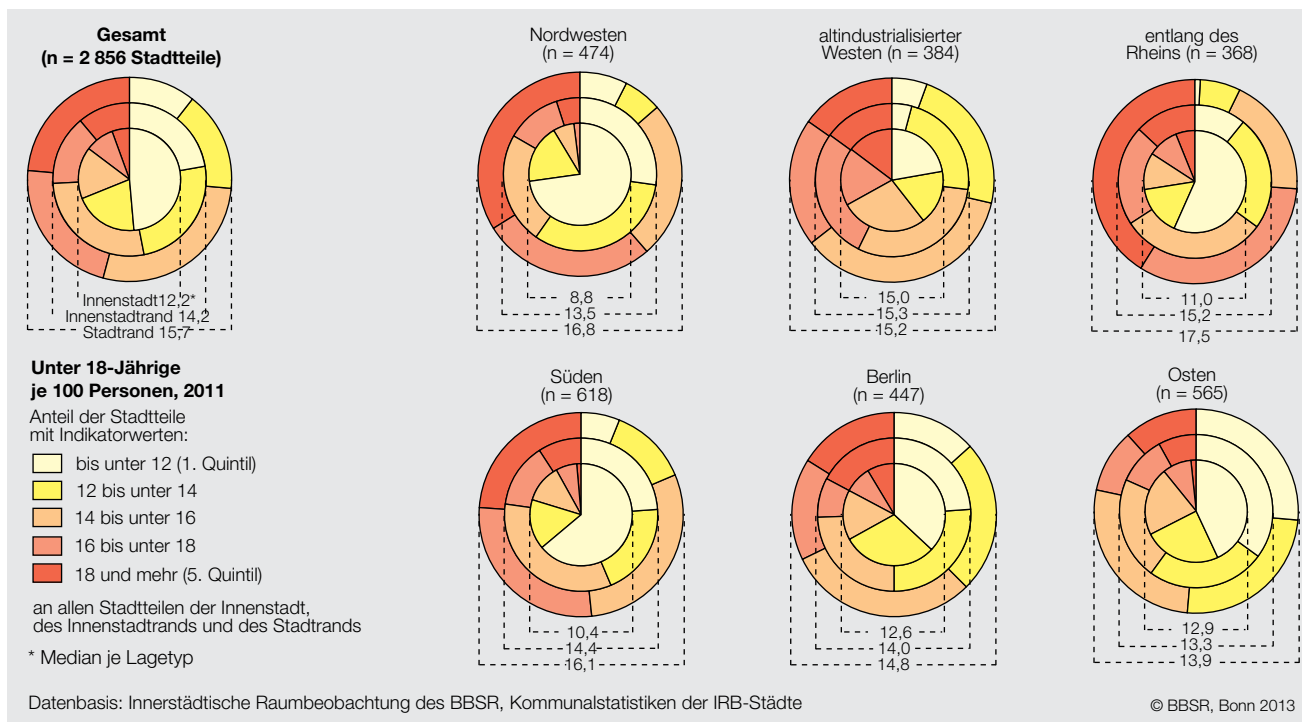 Gesamt
(n = 2 856 Stadtteile)
Innenstadt12,2*
Innenstadtrand 14,2
Stadtrand 15,7
Nordwesten
(n = 474)
8,8
13,5
16,8
altindustrialisierter
Westen (n = 384)
15,0
15,3
15,2
entlang des
Rheins (n = 368)
11,0
15,2
17,5
Unter 18-Jährige
je 100 Personen, 2011
Anteil der Stadtteile
mit Indikatorwerten:
bis unter 12 (1. Quintil)
12 bis unter 14
14 bis unter 16
16 bis unter 18
18 und mehr (5. Quintil)
an allen Stadtteilen der Innenstadt,
des Innenstadtrands und des Stadtrands
* Median je Lagetyp
Süden
(n = 618)
10,4
14,4
16,1
Berlin
(n = 447)
12,6
14,0
14,8
Osten
(n = 565)
12,9
13,3
13,9
Datenbasis: Innerstädtische Raumbeobachtung des BBSR, Kommunalstatistiken der IRB-Städte
© BBSR, Bonn 2013